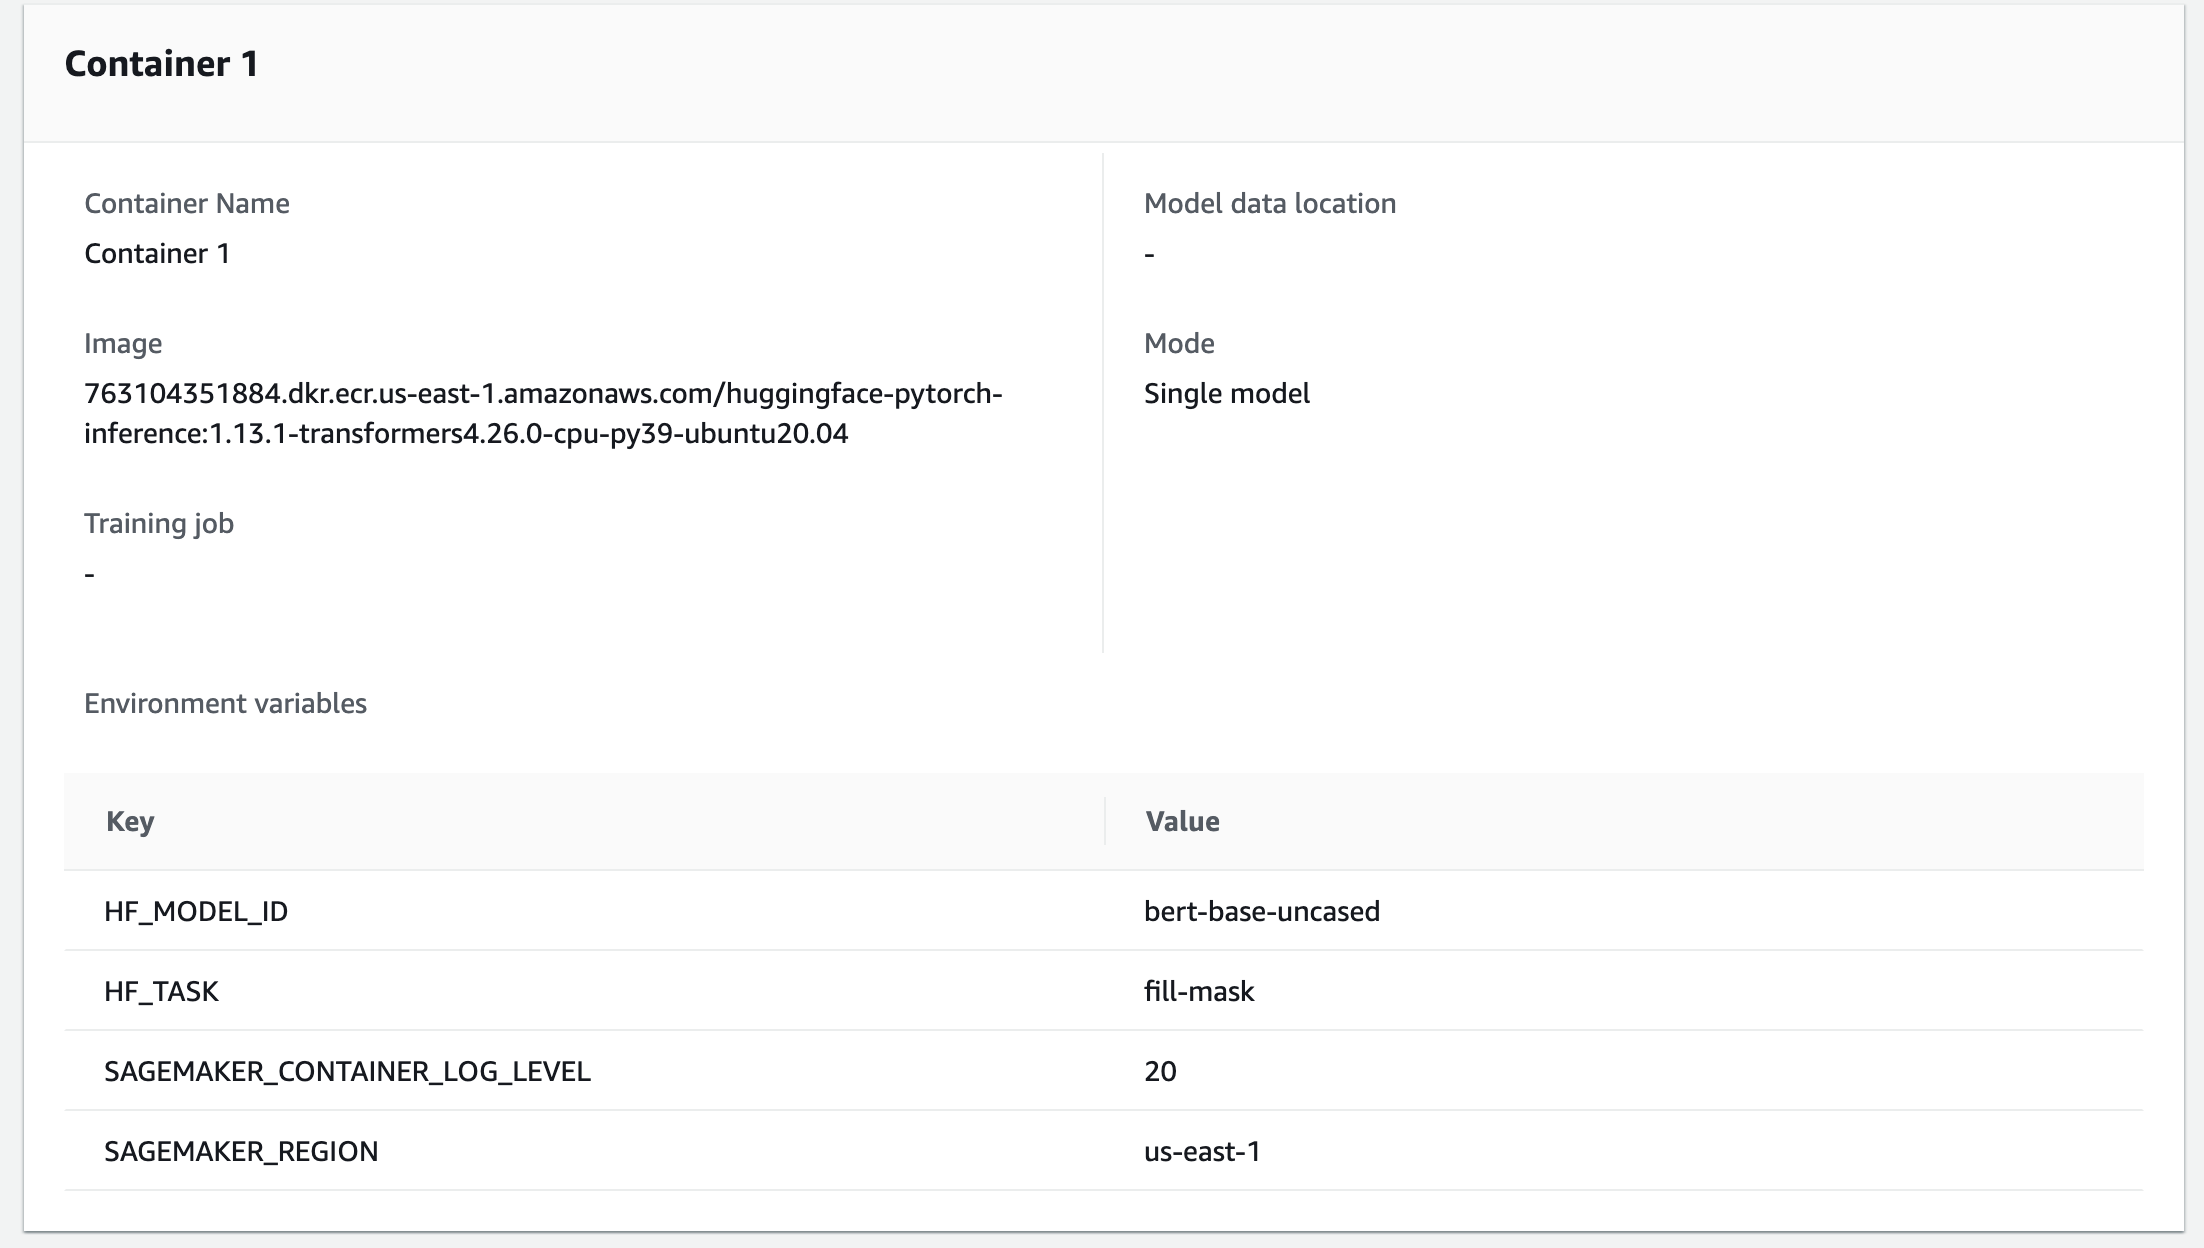 Container 1
Container Name
Container 1
Model data location
-
Image
763104351884.dkr.ecr.us-east-1.amazonaws.com/huggingface-pytorch-
inference:1.13.1-transformers4.26.0-cpu-py39-ubuntu20.04
Mode
Single model
Training job
-
Environment variables
Key Value
HF_MODEL_ID bert-base-uncased
HF_TASK fill-mask
SAGEMAKER_CONTAINER_LOG_LEVEL 20
SAGEMAKER_REGION us-east-1